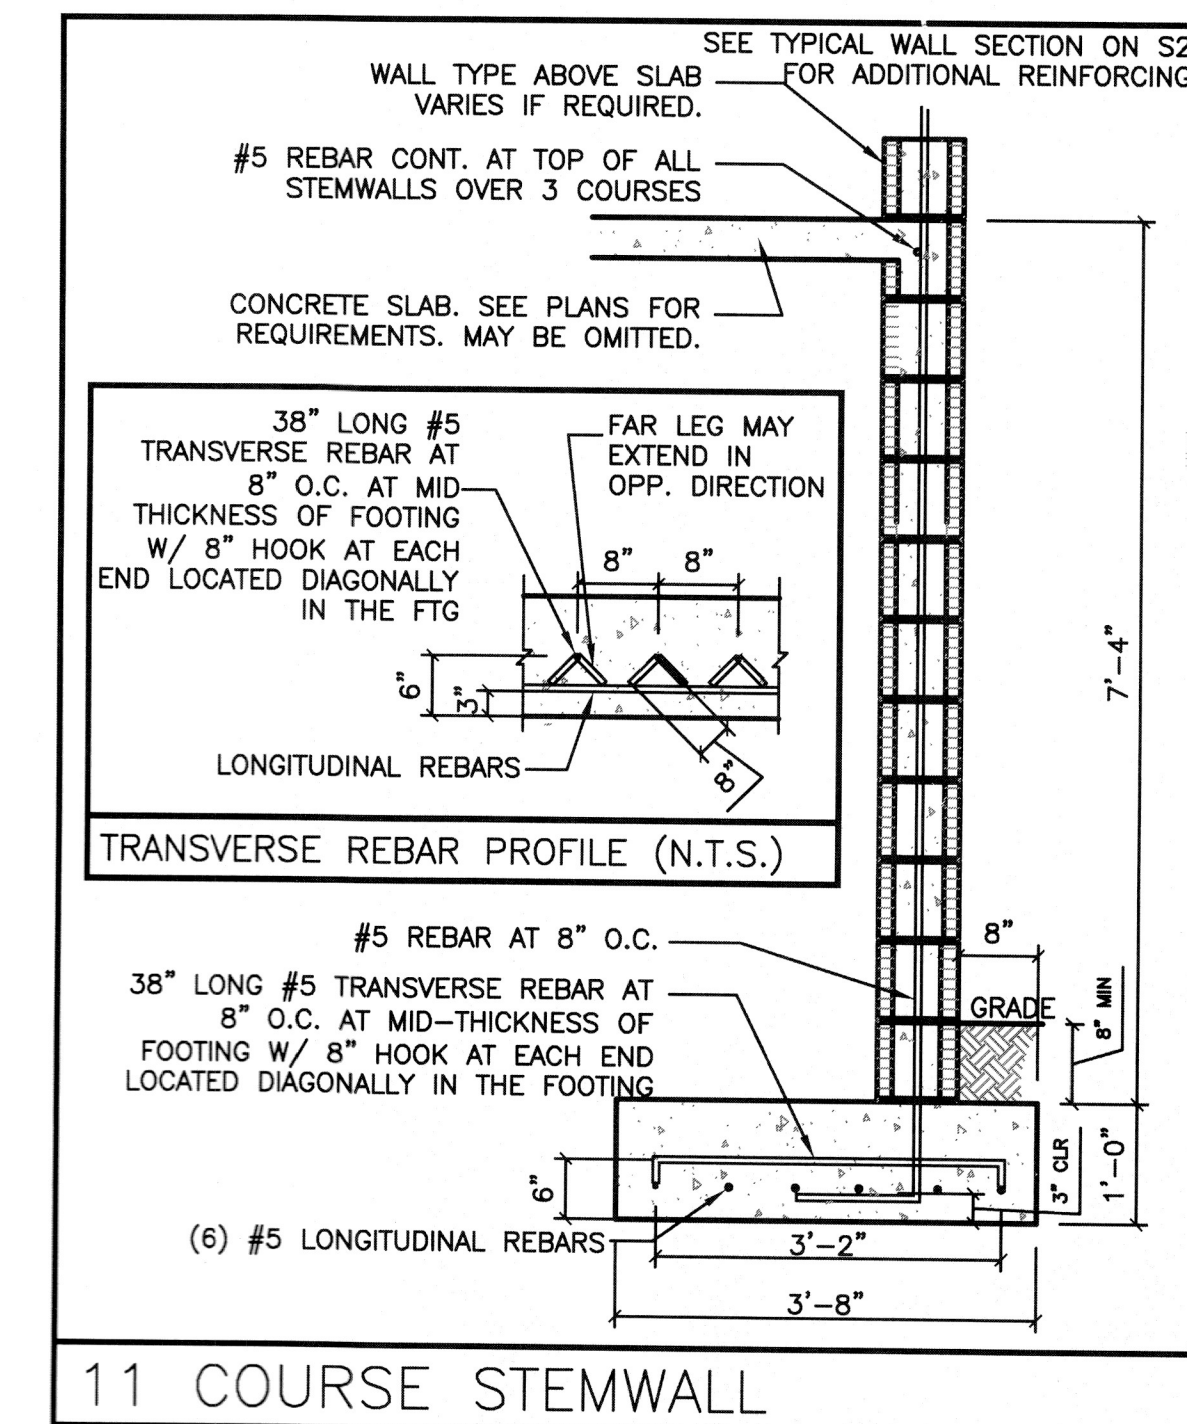 SEE TYPICAL WALL SECTION ON S2
FOR ADDITIONAL REINFORCING
WALL TYPE ABOVE SLAB
VARIES IF REQUIRED.
#5 REBAR CONT. AT TOP OF ALL
STEMWALLS OVER 3 COURSES
CONCRETE SLAB. SEE PLANS FOR
REQUIREMENTS. MAY BE OMITTED.
38" LONG #5
TRANSVERSE REBAR AT
8" O.C. AT MID
THICKNESS OF FOOTING
W/ 8" HOOK AT EACH
END LOCATED DIAGONALLY
IN THE FTG
FAR LEG MAY
EXTEND IN
OPP. DIRECTION
8"
8"
6"
3"
8"
LONGITUDINAL REBARS
TRANSVERSE REBAR PROFILE (N.T.S.)
7'-4"
#5 REBAR AT 8" O.C.
8"
GRADE
8" MIN
38" LONG #5 TRANSVERSE REBAR AT
8" O.C. AT MID-THICKNESS OF
FOOTING W/ 8" HOOK AT EACH END
LOCATED DIAGONALLY IN THE FOOTING
6"
3" CLR
1'-0"
(6) #5 LONGITUDINAL REBARS
3'-2"
3'-8"
11 COURSE STEMWALL